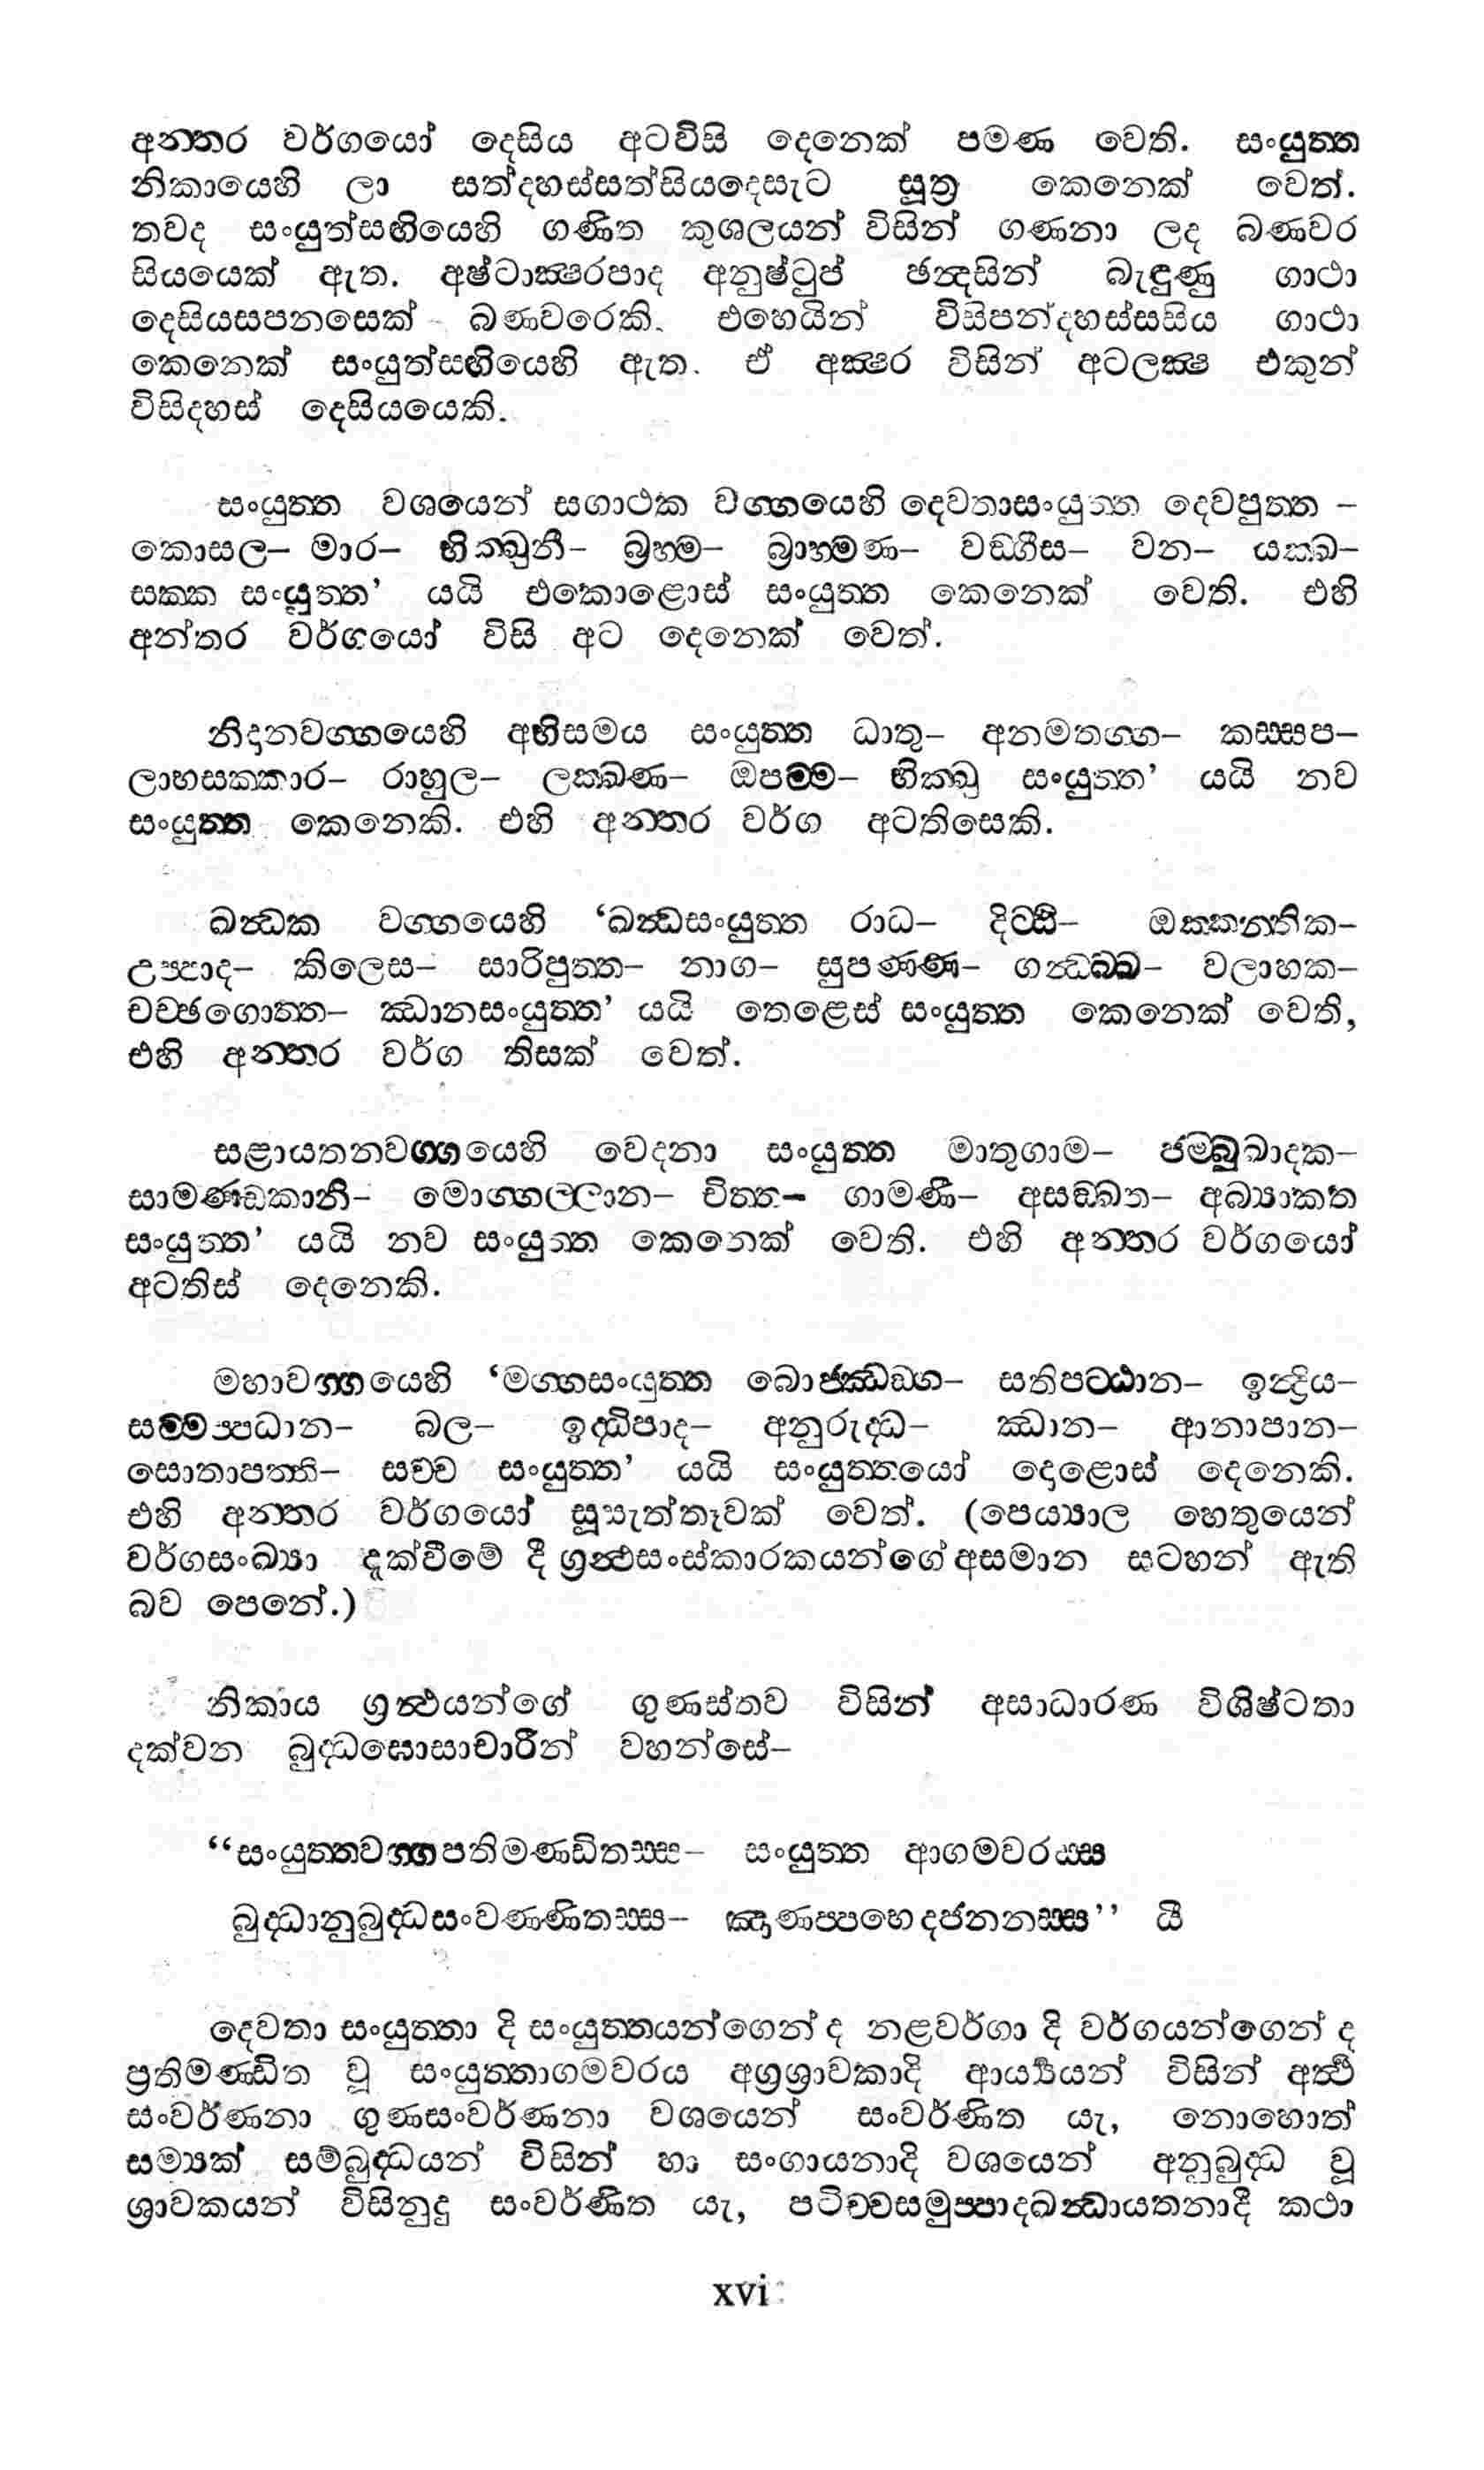 අන්තර වර්ගයෝ දෙසිය අටවිසි දෙනෙක් පමණ වෙති. සංයුත්ත
නිකායෙහි ලා සත්දහස්සත්සියදෙසැට සූත්‍ර කෙනෙක් වෙත්.
තවද සංයුත්සඟියෙහි ගණිත කුශලයන් විසින් ගණනා ලද බණවර
සියයෙක් ඇත. අෂ්ටාක්‍ෂරපාද අනුෂ්ටුප් ඡන්‍දසින් බැඳුණු ගාථා
දෙසියසපනසෙක් බණවරෙකි. එහෙයින් විසිපන්දහස්සසිය ගාථා
කෙනෙක් සංයුත්සඟියෙහි ඇත. ඒ අක්‍ෂර විසින් අටලක්‍ෂ එකුන්
විසිදහස් දෙසියයෙකි.
සංයුත්ත වශයෙන් සගාථක වග්ගයෙහි දෙවතාසංයුත්ත දෙවපුත්ත –
කොසල– මාර– භික්ඛුනී– බ්‍රහ්ම– බ්‍රාහ්මණ– වඞ්ගීස– වන– යක්ඛ–
සක්ක සංයුත්ත’ යයි එකොළොස් සංයුත්ත කෙනෙක් වෙති. එහි
අන්තර වර්ගයෝ විසි අට දෙනෙක් වෙත්.
නිදානවග්ගයෙහි අභිසමය සංයුත්ත ධාතු– අනමතග්ග– කස්සප–
ලාභසක්කාර– රාහුල– ලක්ඛණ– ඔපම්ම– භික්ඛු සංයුත්ත’ යයි නව
සංයුත්ත කෙනෙකි. එහි අන්තර වර්ග අටතිසෙකි.
ඛන්‍ධක වග්ගයෙහි ‘ඛන්‍ධසංයුත්ත රාධ– දිට්ඨි– ඔක්කන්තික–
උප්පාද– කිලෙස– සාරිපුත්ත– නාග– සුපණ්ණ– ගන්‍ධබ්බ– වලාහක–
වච්ඡගොත්ත– ඣානසංයුත්ත’ යයි තෙළෙස් සංයුත්ත කෙනෙක් වෙති,
එහි අන්තර වර්ග තිසක් වෙත්.
සළායතනවග්ගයෙහි වෙදනා සංයුත්ත මාතුගාම– ජම්බුඛාදක–
සාමණ්ඩකානි– මොග්ගල්ලාන– චිත්ත– ගාමණී– අසඞ්ඛත– අබ්‍යාකත
සංයුත්ත’ යයි නව සංයුත්ත කෙනෙක් වෙති. එහි අන්තර වර්ගයෝ
අටතිස් දෙනෙකි.
මහාවග්ගයෙහි ‘මග්ගසංයුත්ත බොජ්ඣඞ්ග– සතිපට්ඨාන– ඉන්‍ද්‍රිය–
සම්මප්පධාන– බල– ඉද්ධිපාද– අනුරුද්ධ– ඣාන– ආනාපාන–
සොතාපත්ති– සච්ච සංයුත්ත’ යයි සංයුත්තයෝ දොළොස් දෙනෙකි.
එහි අන්තර වර්ගයෝ සූපැත්තෑවක් වෙත්. (පෙය්‍යාල හෙතුයෙන්
වර්ගසංඛ්‍යා දැක්වීමේ දී ග්‍රන්‍ථසංස්කාරකයන්ගේ අසමාන සටහන් ඇති
බව පෙනේ.)
නිකාය ග්‍රන්‍ථයන්ගේ ගුණස්තව විසින් අසාධාරණ විශිෂ්ටතා
දක්වන බුද්ධඝොසාචාරීන් වහන්සේ–
“සංයුත්තවග්ගපතිමණ්ඩිතස්ස– සංයුත්ත ආගමවරස්ස
බුද්ධානුබුද්ධසංවණ්ණිතස්ස– ඤාණප්පභෙදජනනස්ස’’ යි
දෙවතා සංයුත්තා දි සංයුත්තයන්ගෙන් ද නළවර්ගා දි වර්ගයන්ගෙන් ද
ප්‍රතිමණ්ඩිත වූ සංයුත්තාගමවරය අග්‍රශ්‍රාවකාදි ආර්‍ය්‍යයන් විසින් අර්‍ත්‍ථ
සංවර්ණනා ගුණසංවර්ණනා වශයෙන් සංවර්ණිත යැ, නොහොත්
සම්‍යක් සම්බුද්ධයන් විසින් හා සංගායනාදි වශයෙන් අනුබුද්ධ වූ
ශ්‍රාවකයන් විසිනුදු සංවර්ණිත යැ, පටිච්චසමුප්පාදඛන්‍ධායතනාදී කථා
xvi